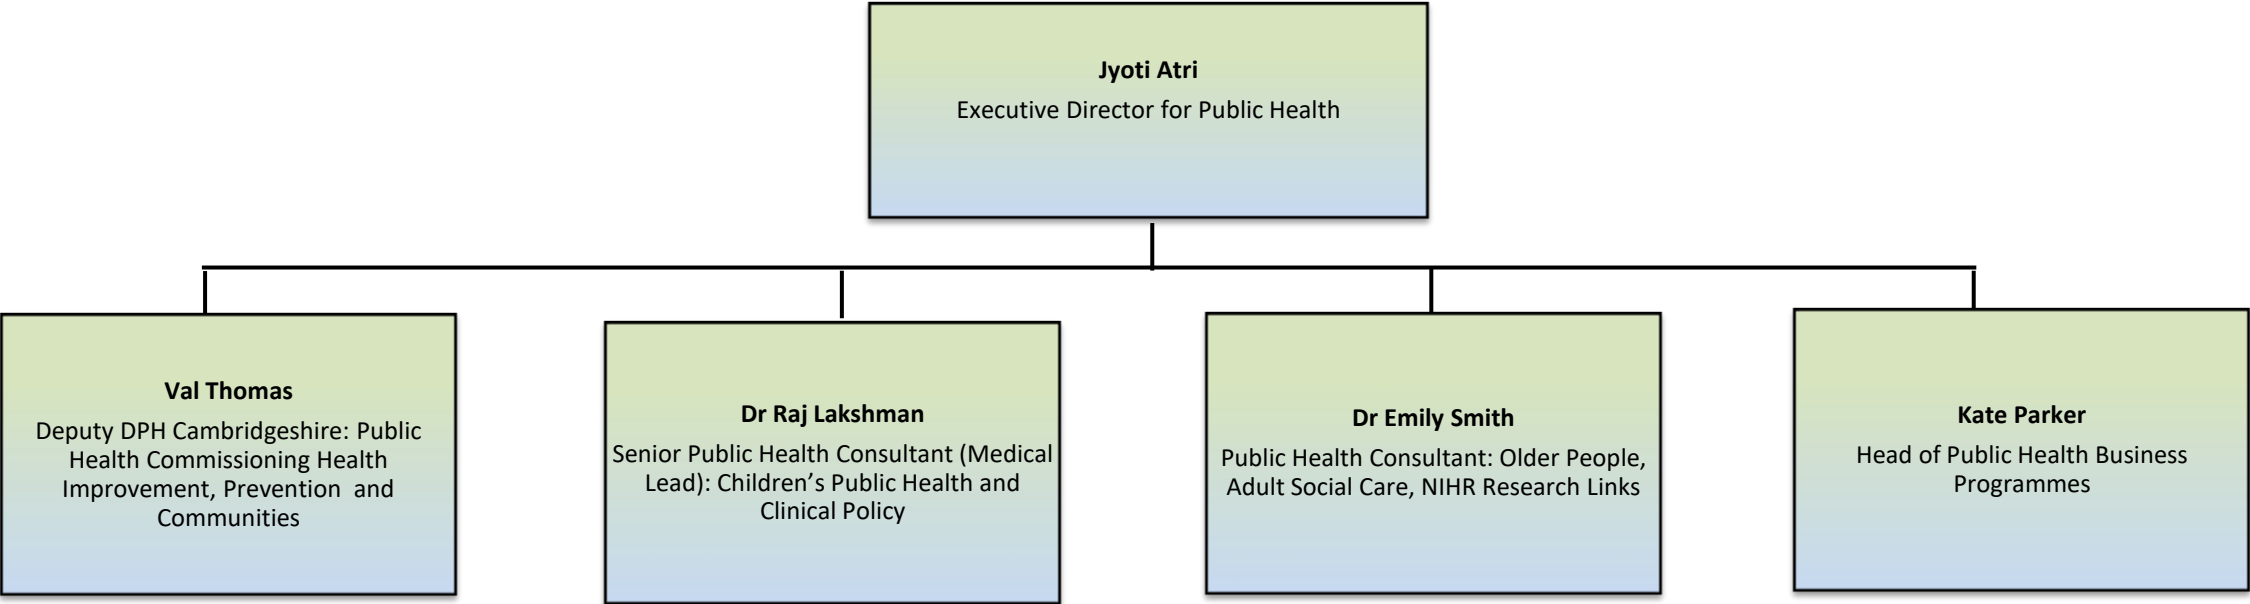 Jyoti Atri
Executive Director for Public Health
Val Thomas
Deputy DPH Cambridgeshire: Public
Health Commissioning Health
Improvement, Prevention  and
Communities
Dr Raj Lakshman
Senior Public Health Consultant (Medical
Lead): Children’s Public Health and
Clinical Policy
Dr Emily Smith
Public Health Consultant: Older People,
Adult Social Care, NIHR Research Links
Kate Parker
Head of Public Health Business
Programmes